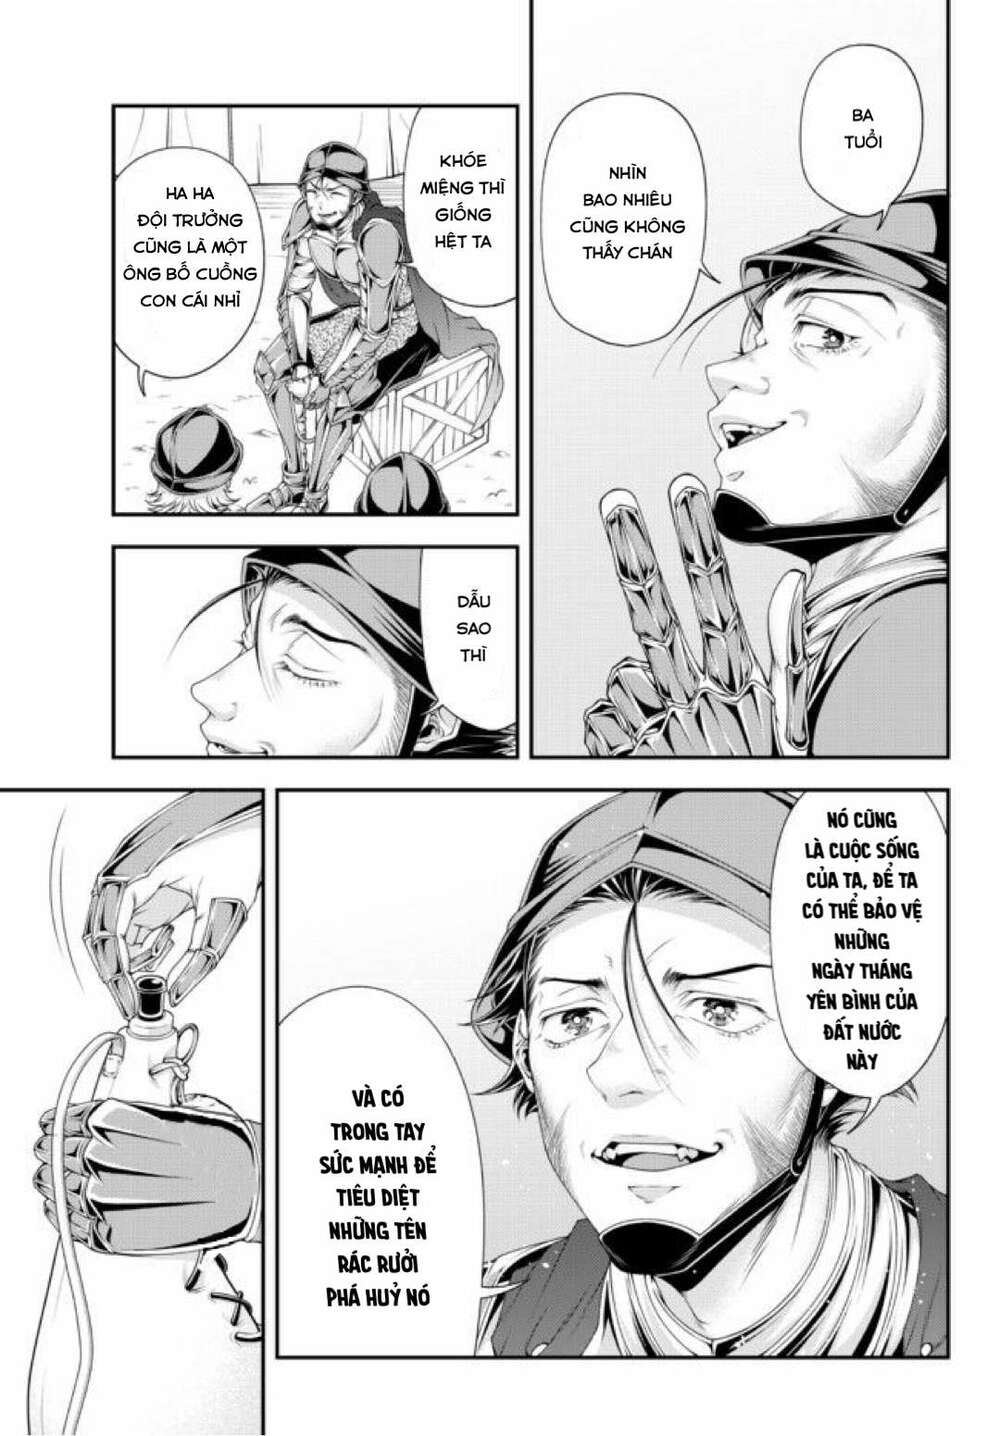 BA
TUỔI
NHÌN
BAO NHIÊU
CŨNG KHÔNG
THẤY CHÁN
KHÓE
MIỆNG THÌ
GIỐNG
HỆT TA
HA HA
ĐỘI TRƯỞNG
CŨNG LÀ MỘT
ÔNG BỐ CUỒNG
CON CÁI NHỈ
DẪU
SAO
THÌ
NÓ CŨNG
LÀ CUỘC SỐNG
CỦA TA, ĐỂ TA
CÓ THỂ BẢO VỆ
NHỮNG
NGÀY THÁNG
YÊN BÌNH CỦA
ĐẤT NƯỚC
NÀY
VÀ CÓ
TRONG TAY
SỨC MẠNH ĐỂ
TIÊU DIỆT
NHỮNG TÊN
RÁC RƯỞI
PHÁ HUỶ NÓ